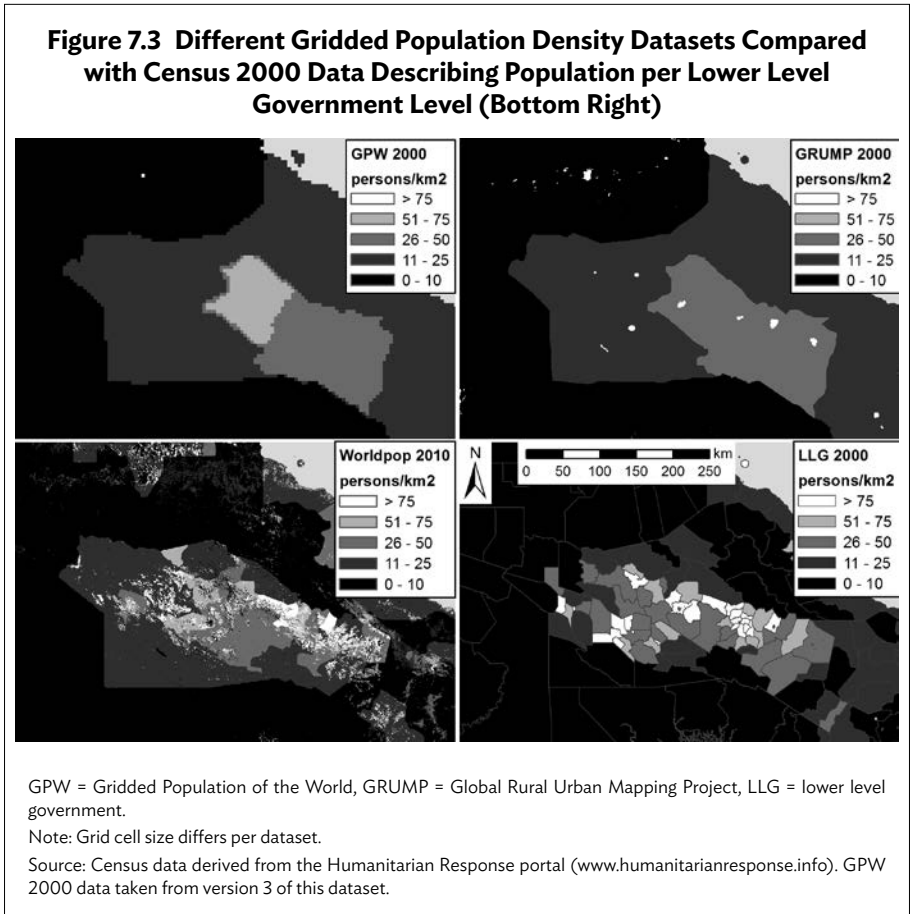 Figure 7.3 Different Gridded Population Density Datasets Compared
with Census 2000 Data Describing Population per Lower Level
Government Level (Bottom Right)
GPW 2000
persons/km2
> 75
51 - 75
26 - 50
11 - 25
0 - 10
GRUMP 2000
persons/km2
> 75
51 - 75
26 - 50
11 - 25
0 - 10
Worldpop 2010
persons/km2
> 75
51 - 75
26 - 50
11 - 25
0 - 10
N
km
0 50 100 150 200 250
LLG 2000
persons/km2
> 75
51 - 75
26 - 50
11 - 25
0 - 10
GPW = Gridded Population of the World, GRUMP = Global Rural Urban Mapping Project, LLG = lower level
government.
Note: Grid cell size differs per dataset.
Source: Census data derived from the Humanitarian Response portal (www.humanitarianresponse.info). GPW
2000 data taken from version 3 of this dataset.